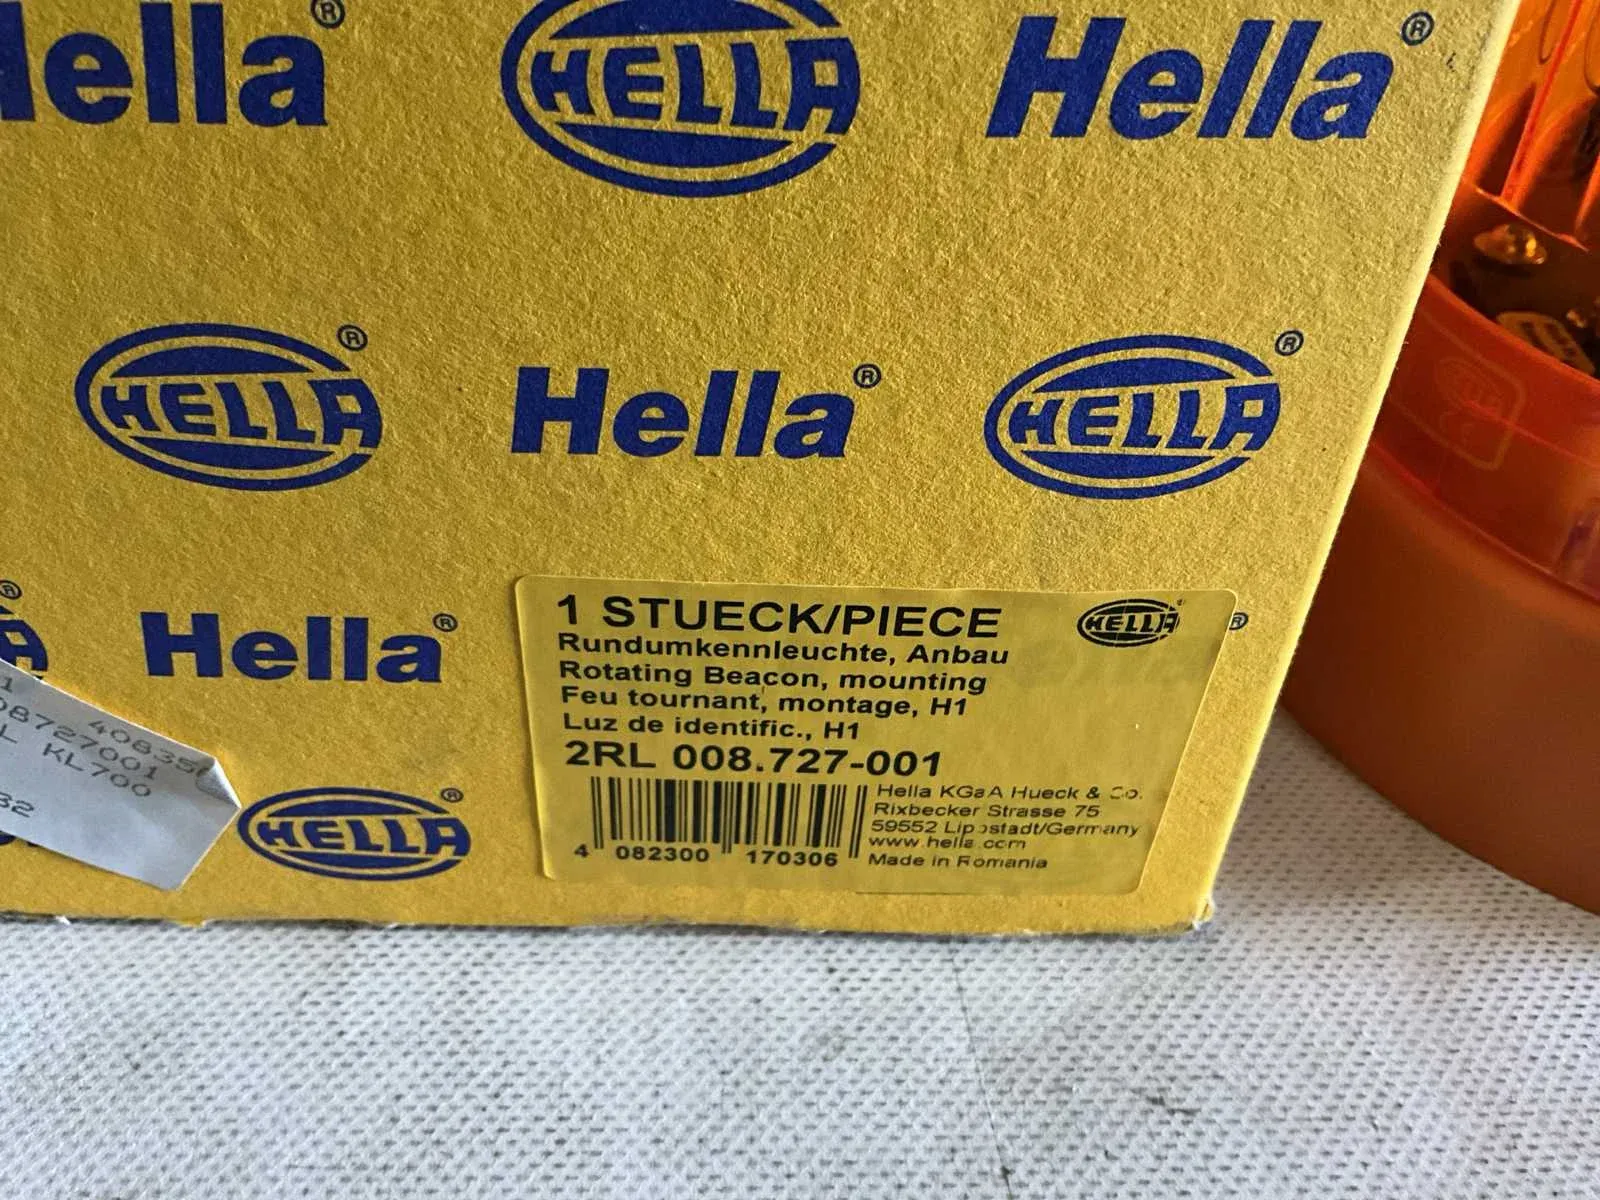 Hella®
HELLA
Hella®
HELLA®
Hella®
HELLA®
Hella®
1 STUECK/PIECE
HELLA
Rundumkennleuchte, Anbau
Rotating Beacon, mounting
Feu tournant, montage, H1
Luz de identific., H1
2RL 008.727-001
Hella KGaA Hueck & Co.
Rixbecker Strasse 75
59552 Lippstadt/Germany
www.hella.com
Made in Romania
4 082300 170306
KL700
HELLA®